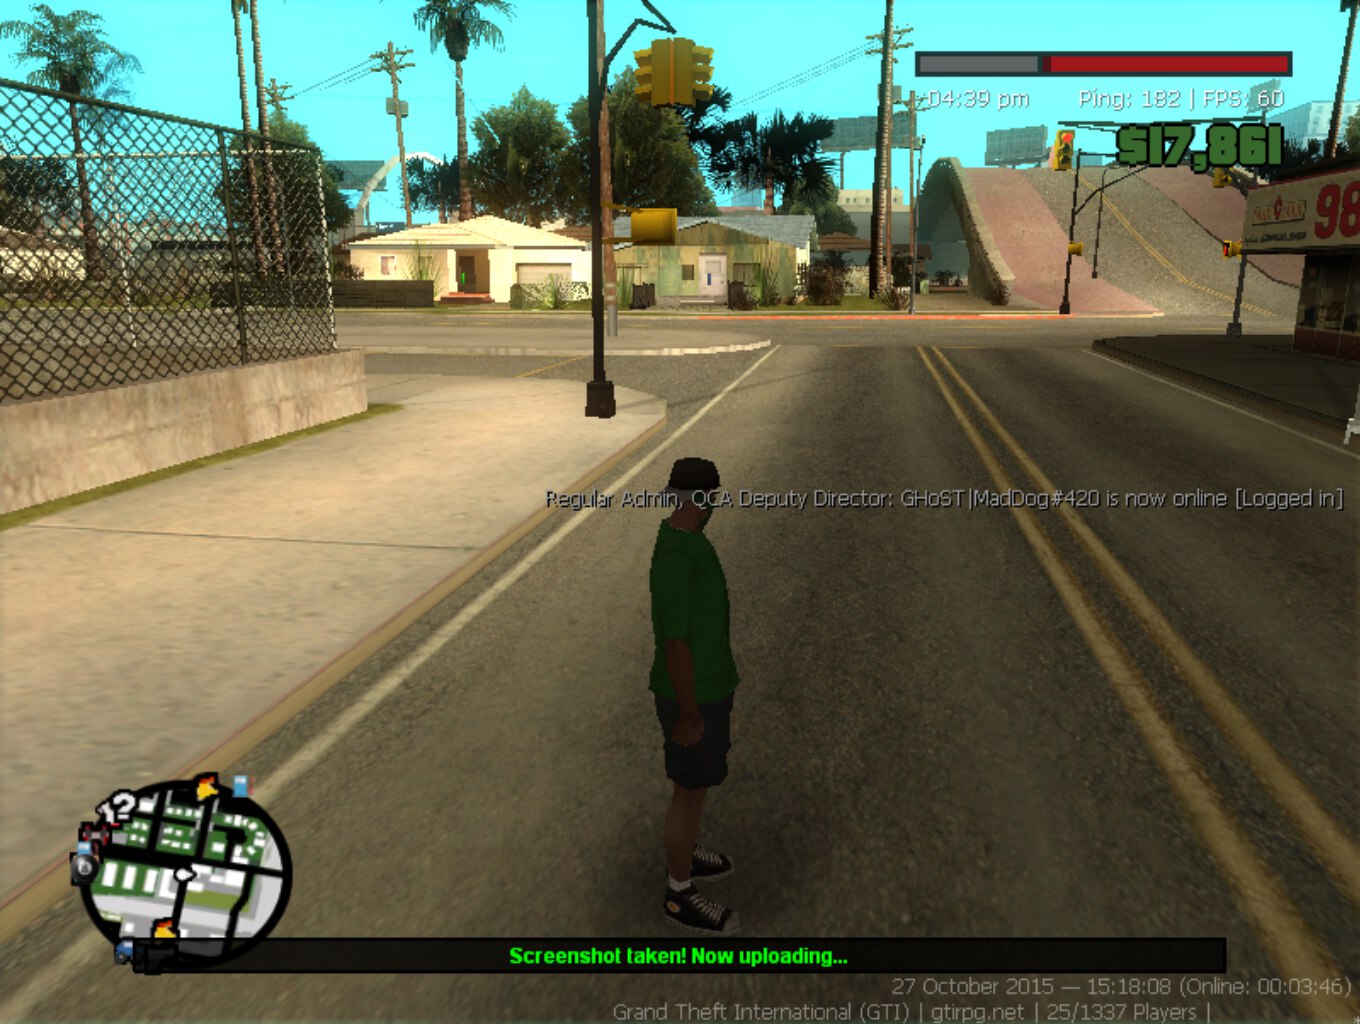 04:39 pm Ping: 182 | FPS: 60
$17,861
98
Regular Admin, QCA Deputy Director: GHoST|MadDog#420 is now online [Logged in]
Screenshot taken! Now uploading...
27 October 2015 — 15:18:08 (Online: 00:03:46)
Grand Theft International (GTI) | gtirpg.net | 25/1337 Players |